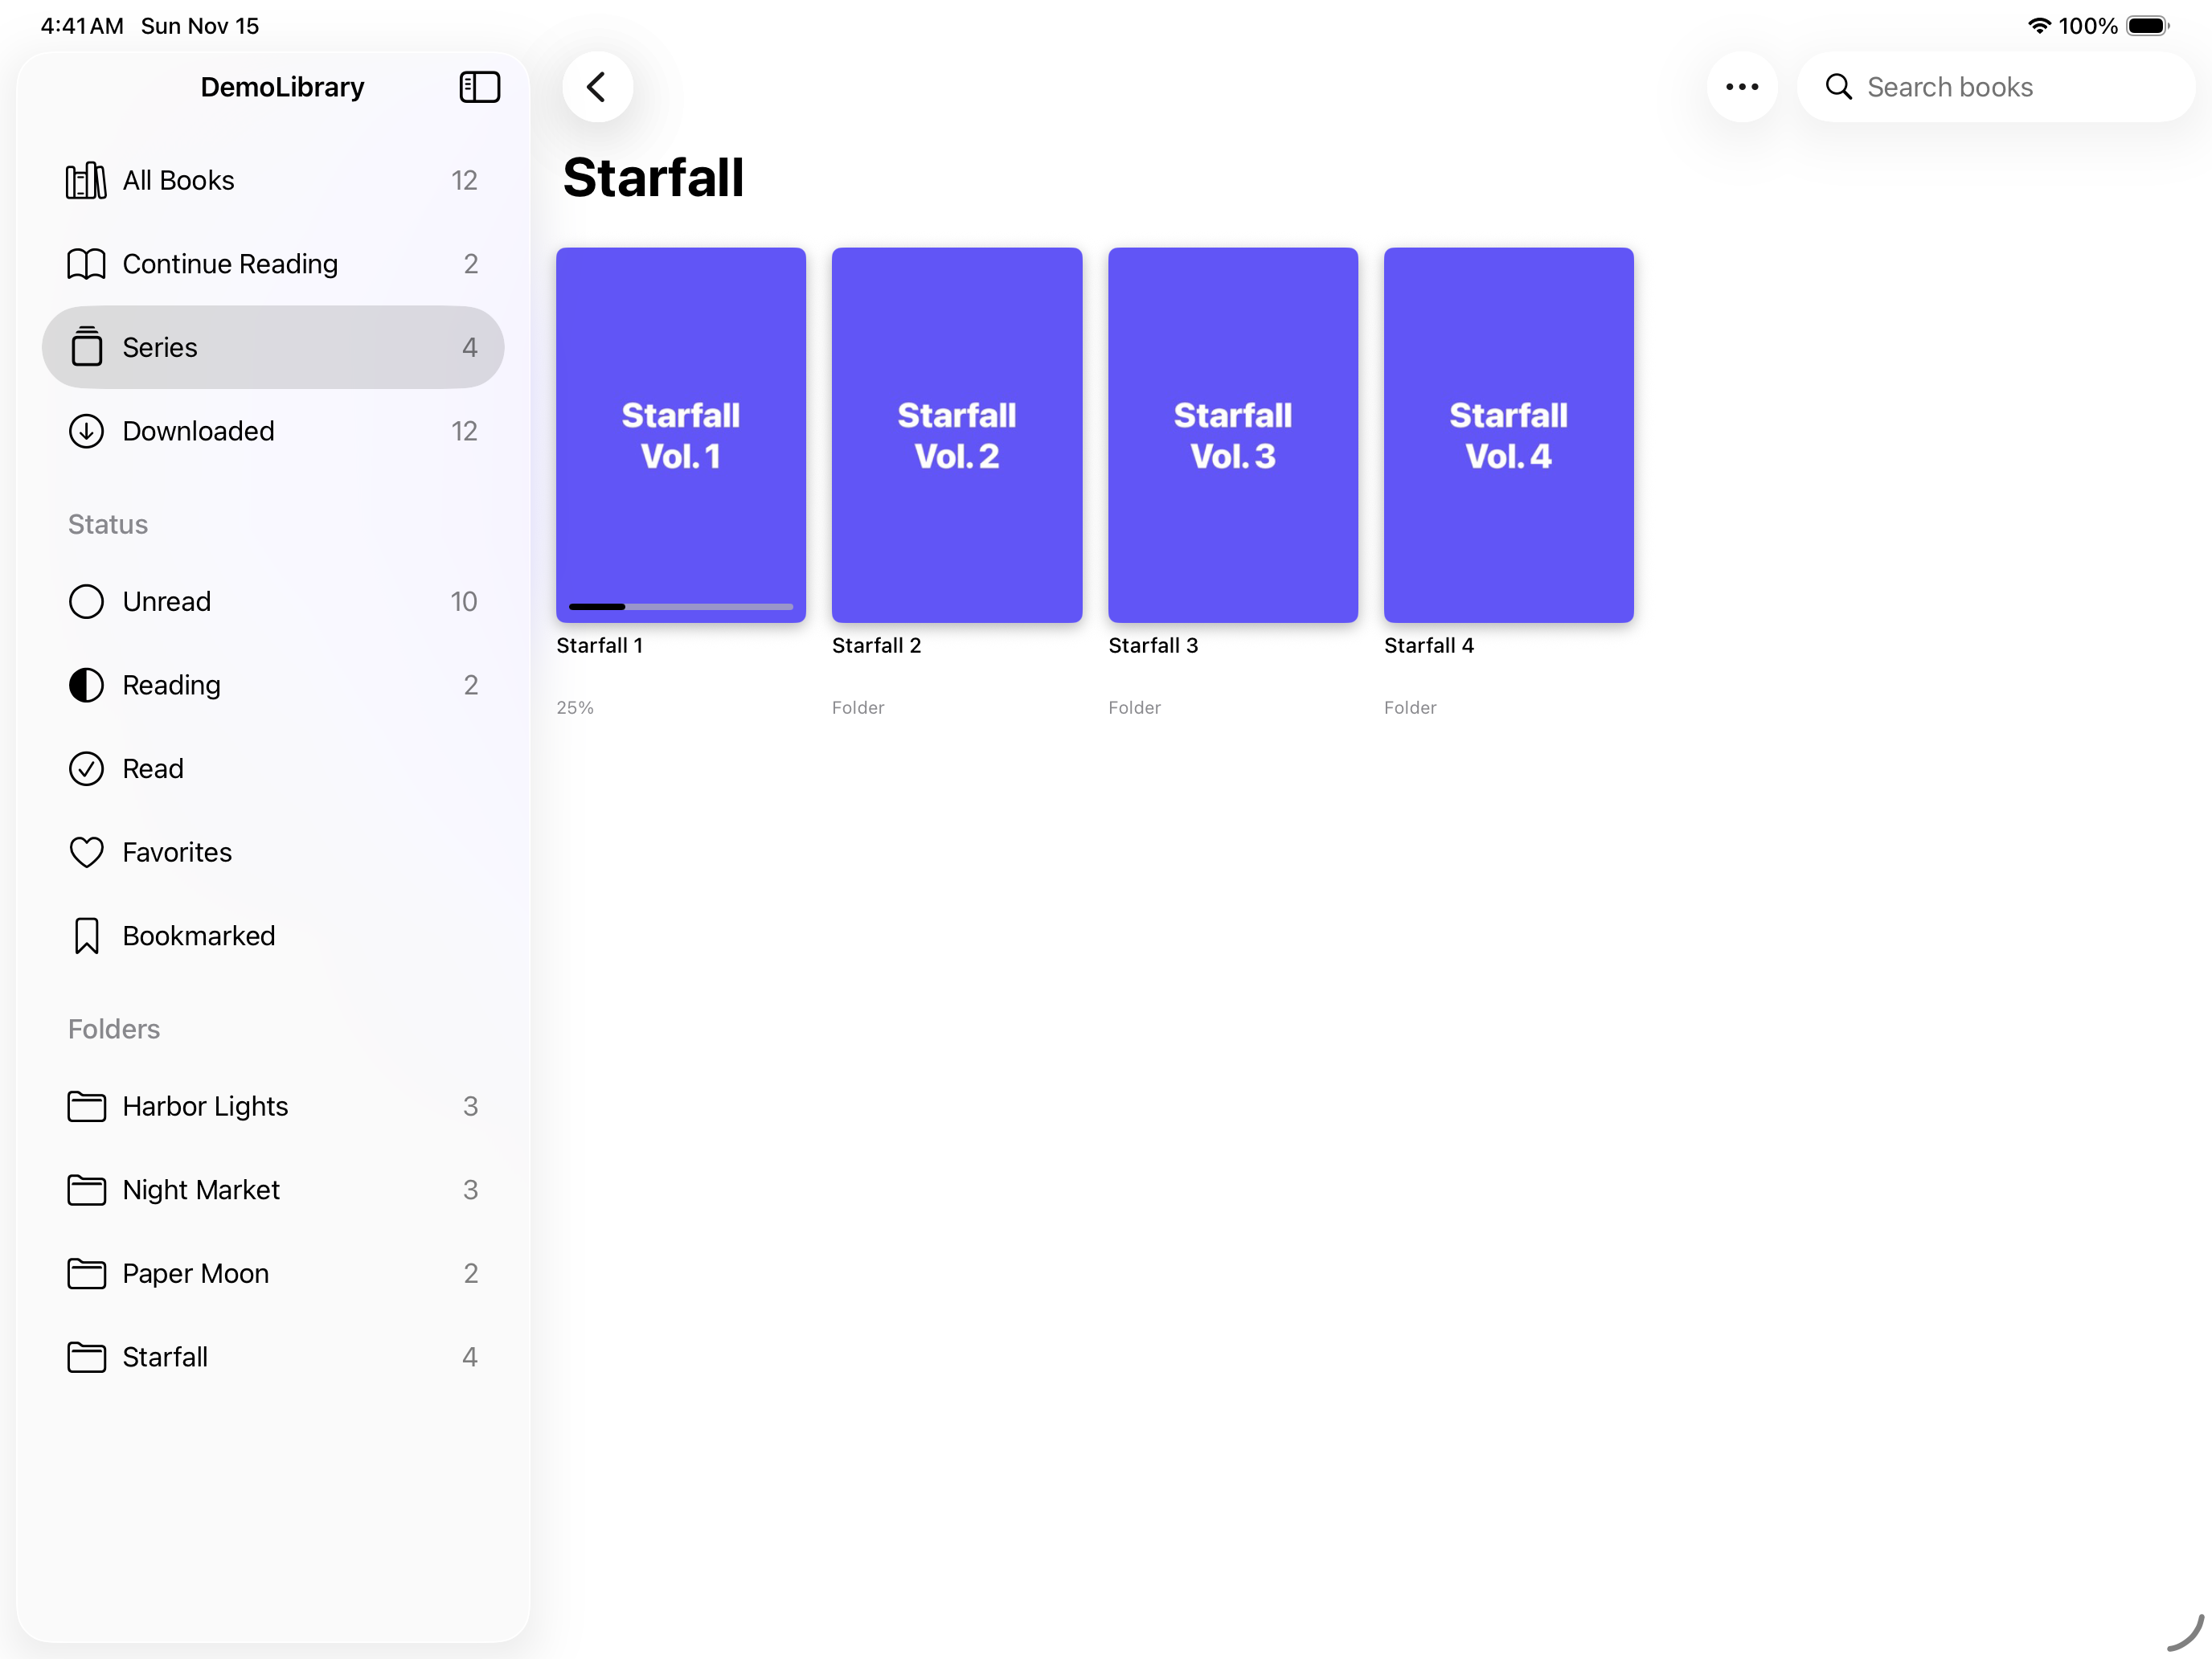 4:41 AM Sun Nov 15
100%
DemoLibrary
All Books 12
Continue Reading 2
Series 4
Downloaded 12
Status
Unread 10
Reading 2
Read
Favorites
Bookmarked
Folders
Harbor Lights 3
Night Market 3
Paper Moon 2
Starfall 4
Search books
Starfall
Starfall
Vol. 1
Starfall 1
25%
Starfall
Vol. 2
Starfall 2
Folder
Starfall
Vol. 3
Starfall 3
Folder
Starfall
Vol. 4
Starfall 4
Folder